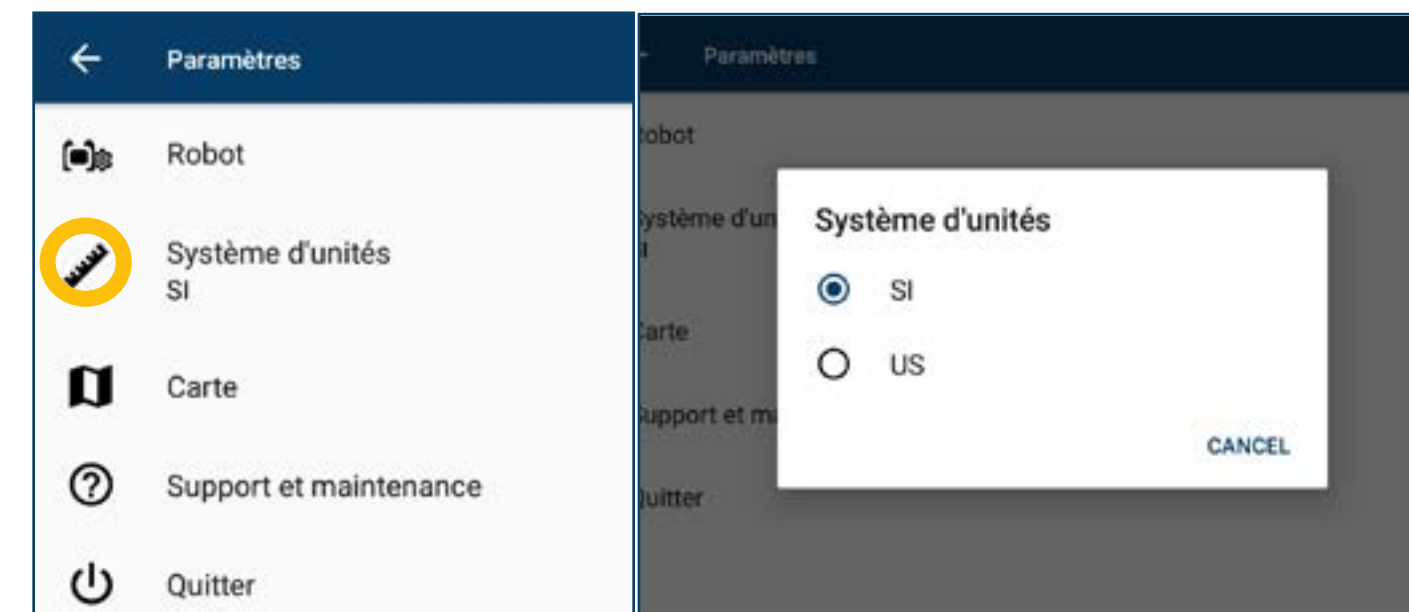 Paramètres
Robot
Système d'unités
SI
Carte
Support et maintenance
Quitter
Paramètres
obot
ystème d'un
I
arte
upport et ma
uitter
Système d'unités
SI
US
CANCEL